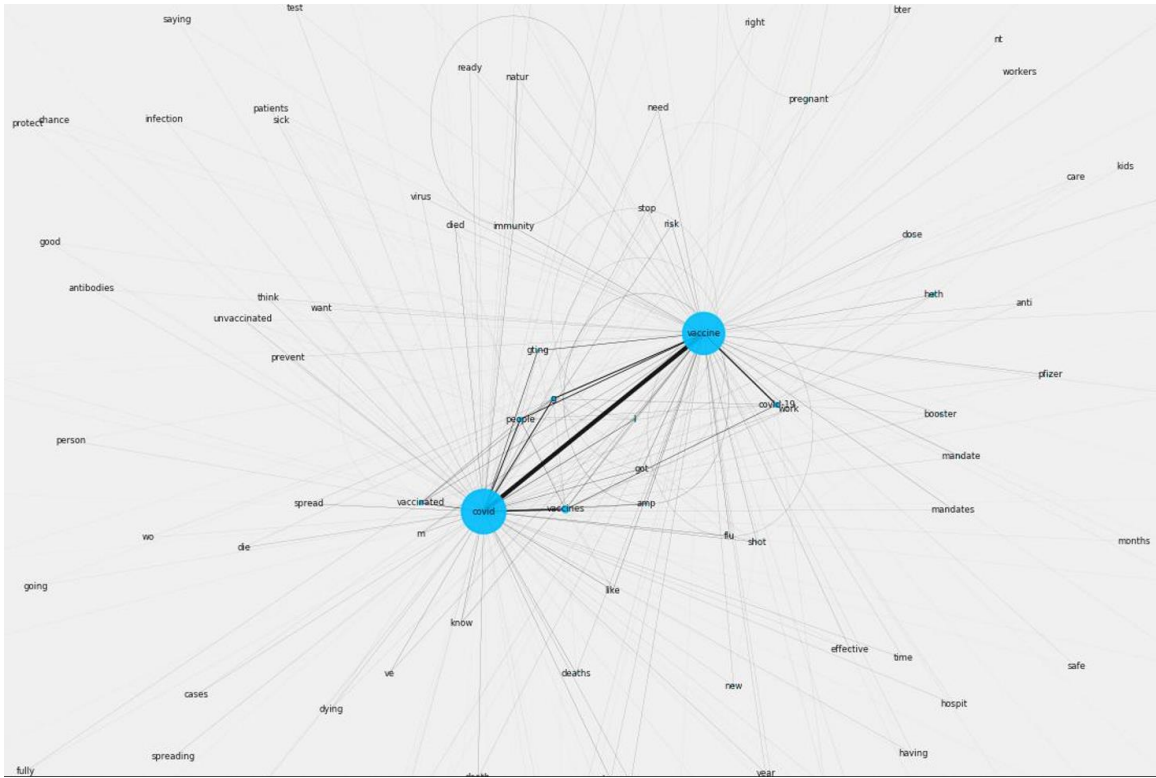 bter
test
saying
right
nt
ready
workers
natur
pregnant
need
patients
infection
sick
chance
protect
kids
care
virus
stop
risk
died
immunity
dose
good
antibodies
heth
think
anti
want
unvaccinated
vaccine
gting
prevent
pfizer
g
covid-19
work
booster
people
i
person
mandate
got
vaccinated
spread
amp
vaccines
mandates
covid
m
wo
flu
months
shot
die
going
like
know
effective
time
safe
ve
deaths
new
cases
hospit
dying
having
spreading
fully
year
death